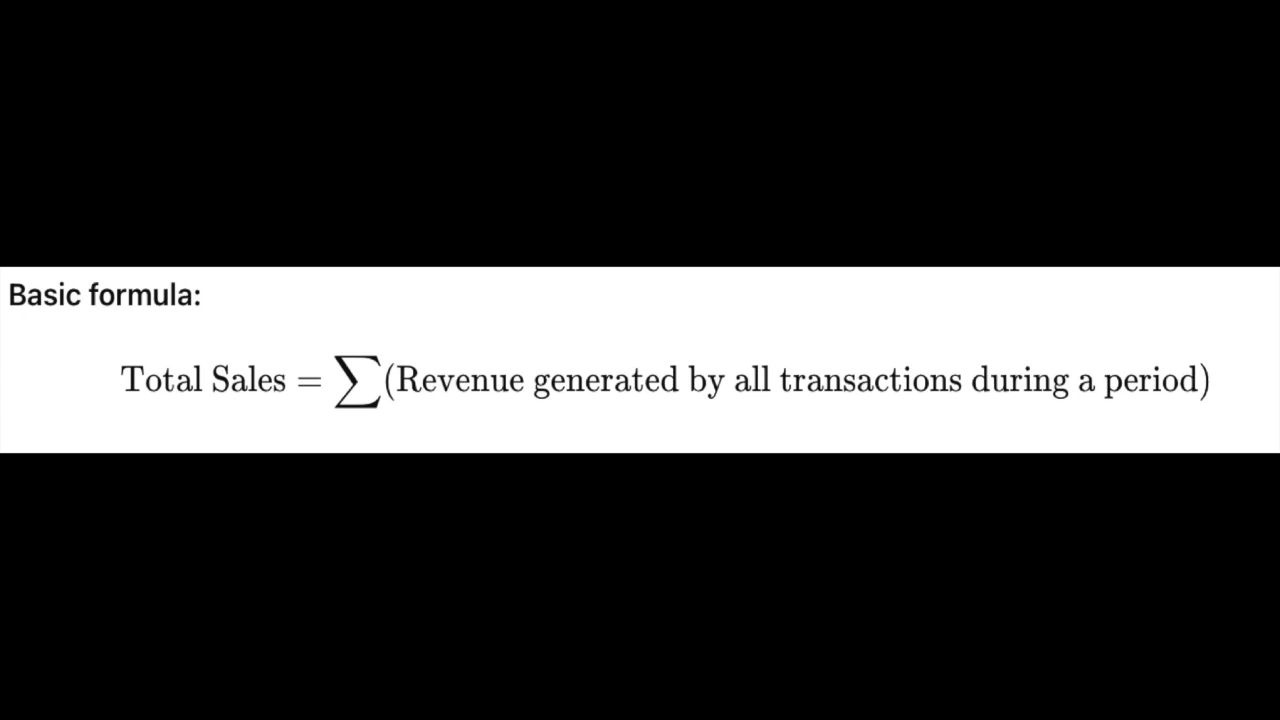 Basic formula:
Total Sales = ∑(Revenue generated by all transactions during a period)